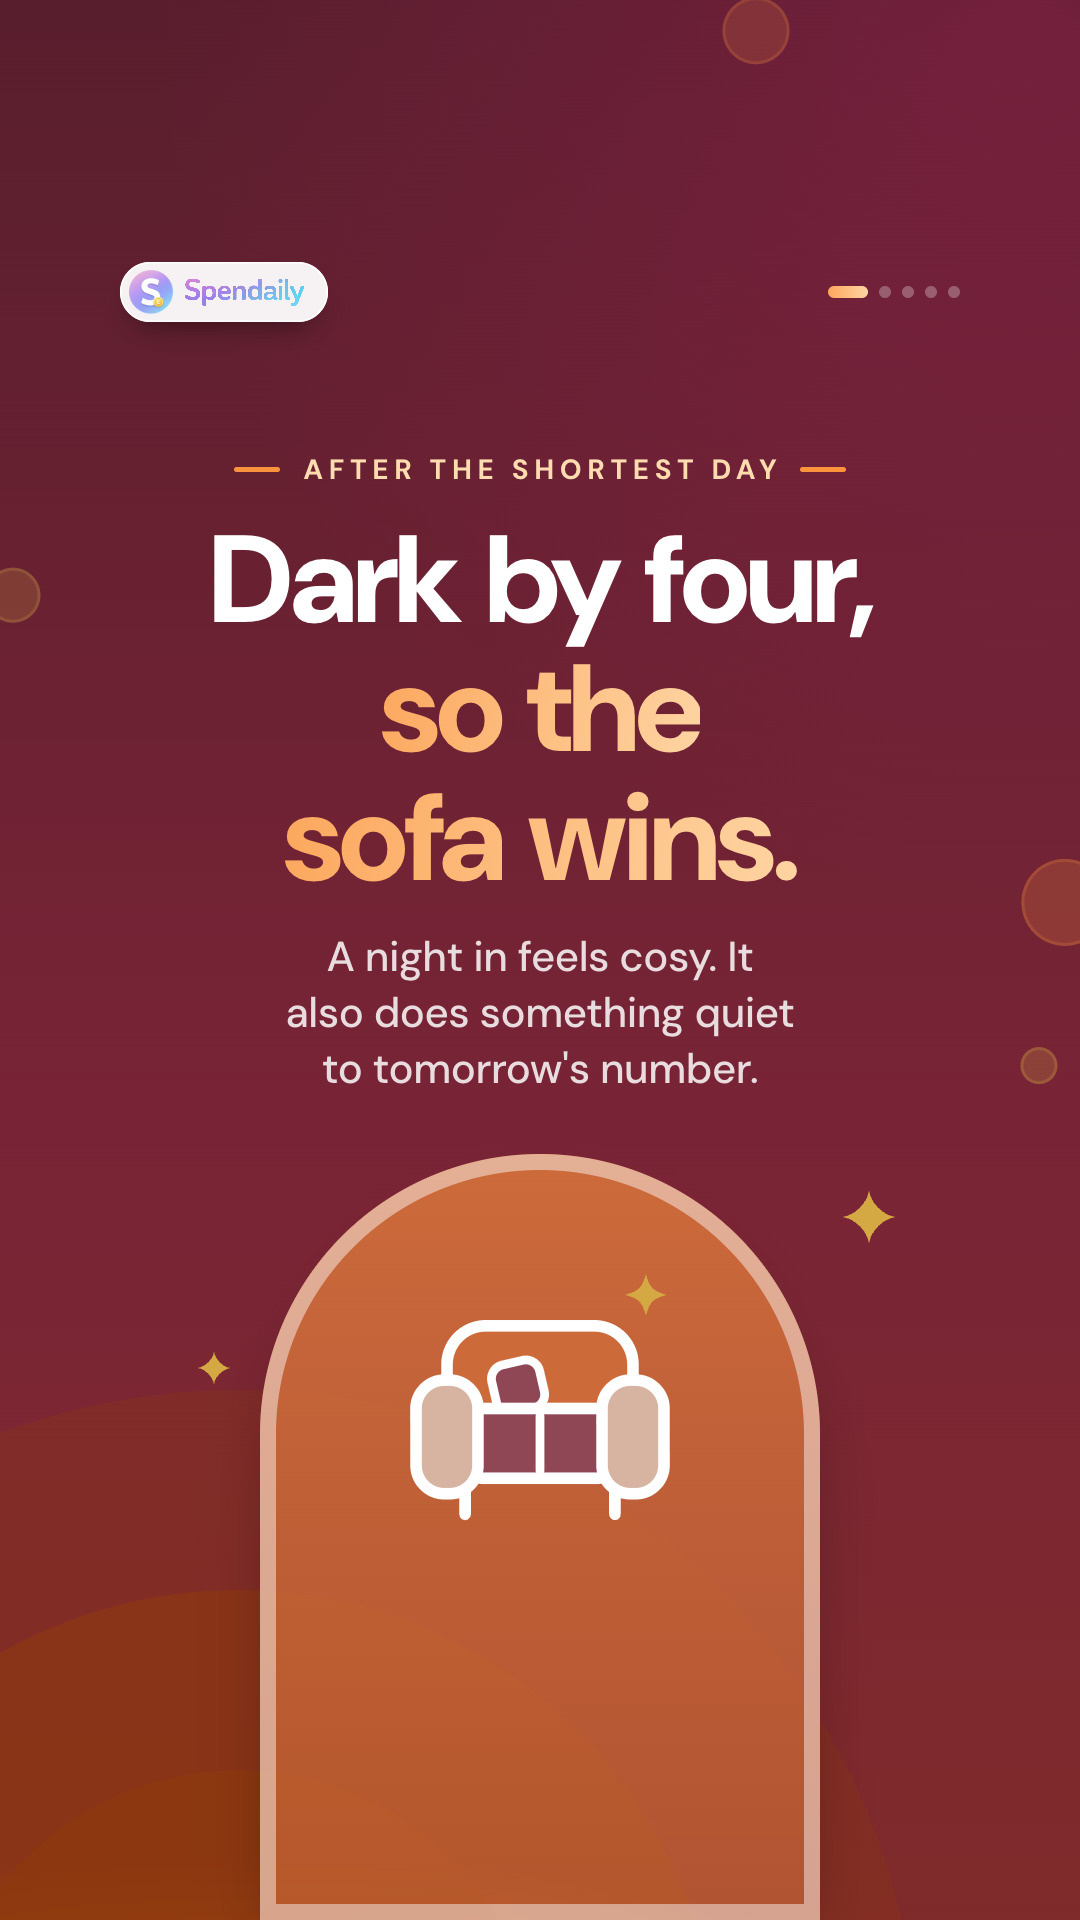 Spendaily
AFTER THE SHORTEST DAY
Dark by four,
so the
sofa wins.
A night in feels cosy. It
also does something quiet
to tomorrow's number.